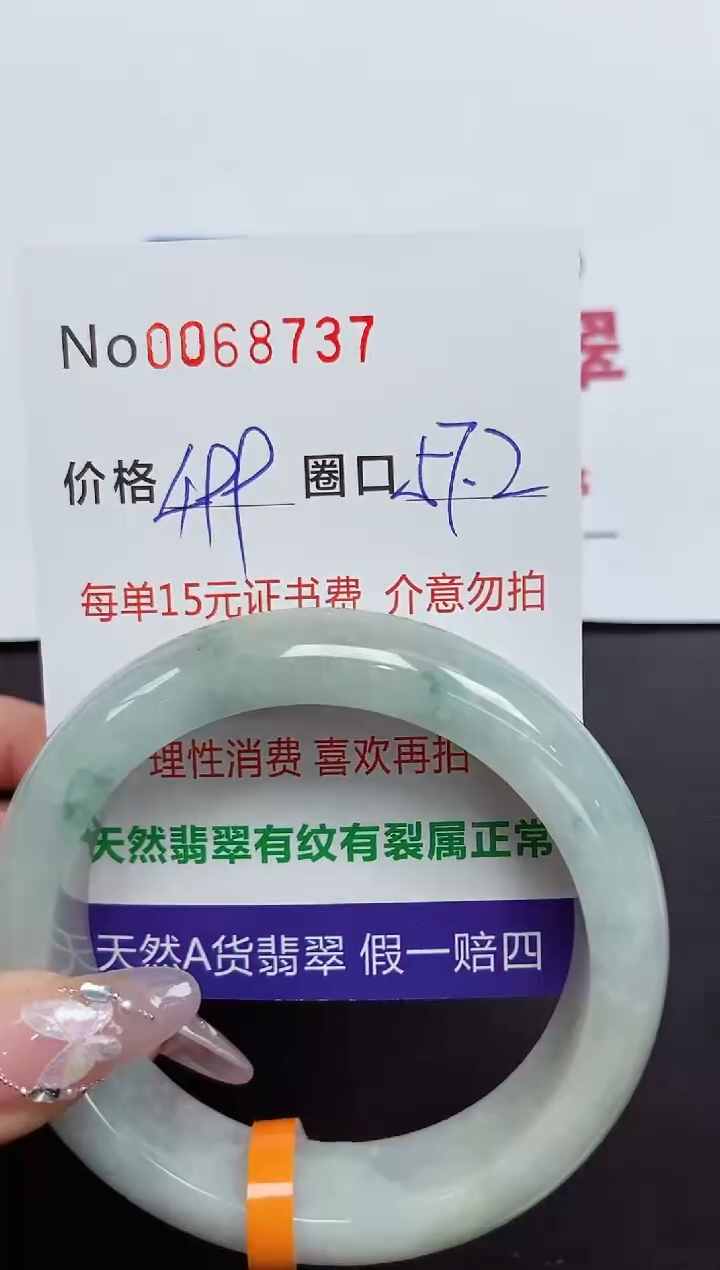 No0068737
价格499 圈口57.2
每单15元证书费 介意勿拍
理性消费 喜欢再拍
天然翡翠有纹有裂属正常
天然A货翡翠 假一赔四